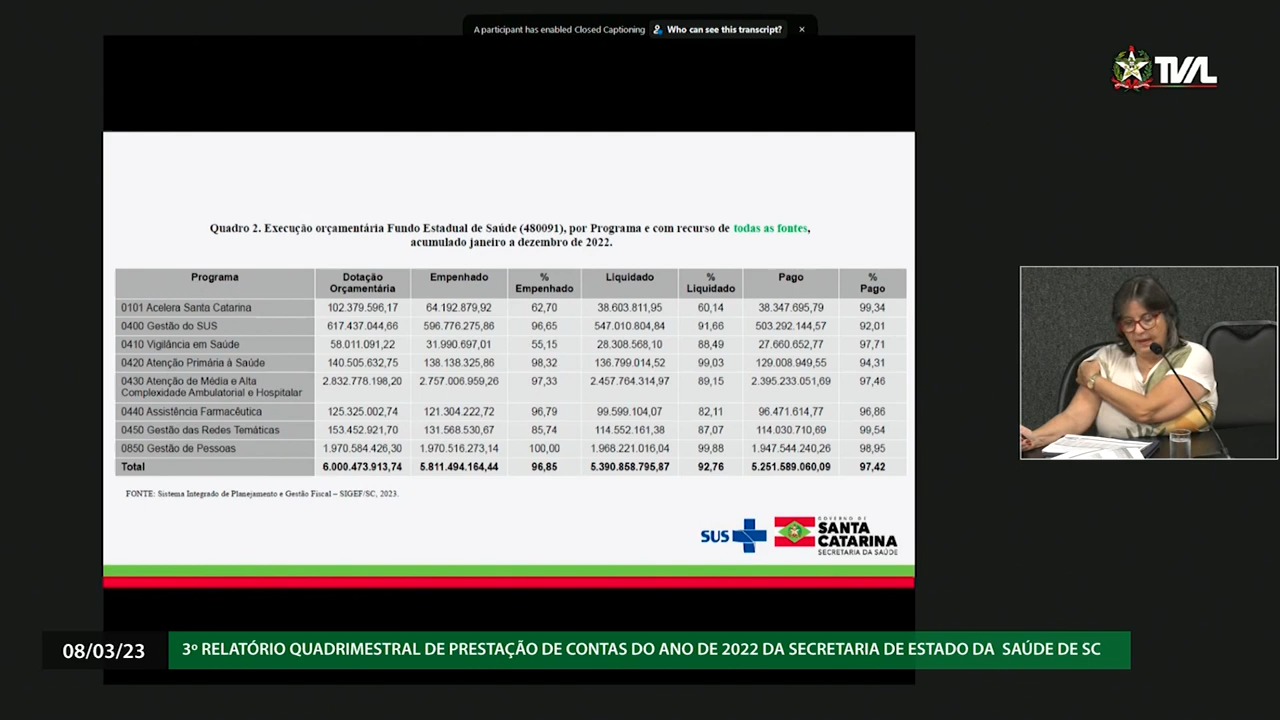 A participant has enabled Closed Captioning Who can see this transcript? ×
TVAL
Quadro 2. Execução orçamentária Fundo Estadual de Saúde (480091), por Programa e com recurso de todas as fontes,
acumulado janeiro a dezembro de 2022.
Programa Dotação Orçamentária Empenhado % Empenhado Liquidado % Liquidado Pago % Pago
0101 Acelera Santa Catarina 102.379.596,17 64.192.879,92 62,70 38.603.811,95 60,14 38.347.695,79 99,34
0400 Gestão do SUS 617.437.044,66 596.776.275,86 96,65 547.010.804,84 91,66 503.292.144,57 92,01
0410 Vigilância em Saúde 58.011.091,22 31.990.697,01 55,15 28.308.568,10 88,49 27.660.652,77 97,71
0420 Atenção Primária à Saúde 140.505.632,75 138.138.325,86 98,32 136.799.014,52 99,03 129.008.949,55 94,31
0430 Atenção de Média e Alta Complexidade Ambulatorial e Hospitalar 2.832.778.198,20 2.757.006.959,26 97,33 2.457.764.314,97 89,15 2.395.233.051,69 97,46
0440 Assistência Farmacêutica 125.325.002,74 121.304.222,72 96,79 99.599.104,07 82,11 96.471.614,77 96,86
0450 Gestão das Redes Temáticas 153.452.921,70 131.568.530,67 85,74 114.552.161,38 87,07 114.030.710,69 99,54
0850 Gestão de Pessoas 1.970.584.426,30 1.970.516.273,14 100,00 1.968.221.016,04 99,88 1.947.544.240,26 98,95
Total 6.000.473.913,74 5.811.494.164,44 96,85 5.390.858.795,87 92,76 5.251.589.060,09 97,42
FONTE: Sistema Integrado de Planejamento e Gestão Fiscal – SIGEF/SC, 2023.
SUS
GOVERNO DE
SANTA
CATARINA
SECRETARIA DA SAÚDE
08/03/23 3º RELATÓRIO QUADRIMESTRAL DE PRESTAÇÃO DE CONTAS DO ANO DE 2022 DA SECRETARIA DE ESTADO DA SAÚDE DE SC